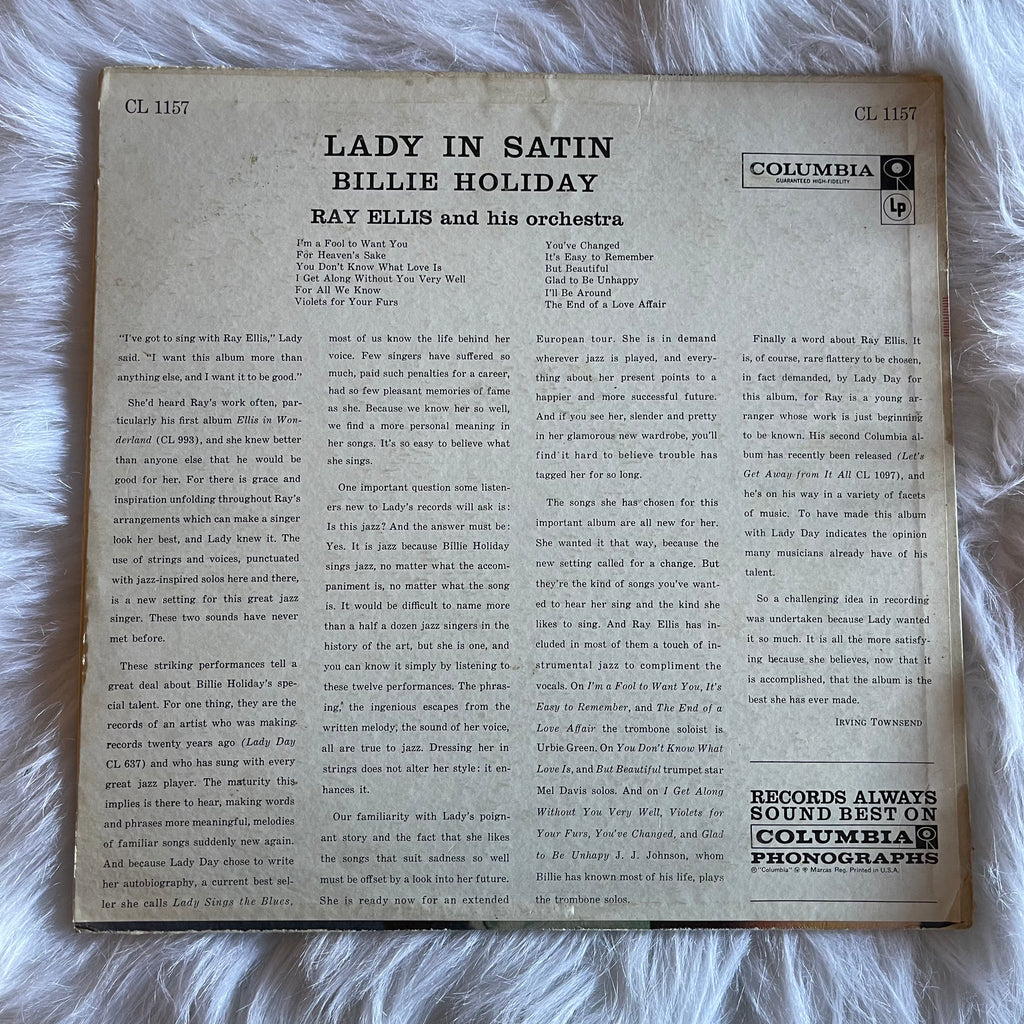 CL 1157
CL 1157
LADY IN SATIN
BILLIE HOLIDAY
RAY ELLIS and his orchestra
COLUMBIA
GUARANTEED HIGH-FIDELITY
Lp
I'm a Fool to Want You
For Heaven's Sake
You Don't Know What Love Is
I Get Along Without You Very Well
For All We Know
Violets for Your Furs
You've Changed
It's Easy to Remember
But Beautiful
Glad to Be Unhappy
I'll Be Around
The End of a Love Affair
"I've got to sing with Ray Ellis," Lady
said. "I want this album more than
anything else, and I want it to be good."
She'd heard Ray's work often, par-
ticularly his first album Ellis in Won-
derland (CL 993), and she knew better
than anyone else that he would be
good for her. For there is grace and
inspiration unfolding throughout Ray's
arrangements which can make a singer
look her best, and Lady knew it. The
use of strings and voices, punctuated
with jazz-inspired solos here and there,
is a new setting for this great jazz
singer. These two sounds have never
met before.
These striking performances tell a
great deal about Billie Holiday's spe-
cial talent. For one thing, they are the
records of an artist who was making
records twenty years ago (Lady Day
CL 637) and who has sung with every
great jazz player. The maturity this
implies is there to hear, making words
and phrases more meaningful, melodies
of familiar songs suddenly new again.
And because Lady Day chose to write
her autobiography, a current best sel-
ler she calls Lady Sings the Blues,
most of us know the life behind her
voice. Few singers have suffered so
much, paid such penalties for a career,
had so few pleasant memories of fame
as she. Because we know her so well,
we find a more personal meaning in
her songs. It's so easy to believe what
she sings.
One important question some listen-
ers new to Lady's records will ask is:
Is this jazz? And the answer must be:
Yes. It is jazz because Billie Holiday
sings jazz, no matter what the accom-
paniment is, no matter what the song
is. It would be difficult to name more
than a half a dozen jazz singers in the
history of the art, but she is one, and
you can know it simply by listening to
these twelve performances. The phras-
ing, the ingenious escapes from the
written melody, the sound of her voice,
all are true to jazz. Dressing her in
strings does not alter her style: it en-
hances it.
Our familiarity with Lady's poign-
ant story and the fact that she likes
the songs that suit sadness so well
must be offset by a look into her future.
She is ready now for an extended
European tour. She is in demand
wherever jazz is played, and every-
thing about her present points to a
happier and more successful future.
And if you see her, slender and pretty
in her glamorous new wardrobe, you'll
find it hard to believe trouble has
tagged her for so long.
The songs she has chosen for this
important album are all new for her.
She wanted it that way, because the
new setting called for a change. But
they're the kind of songs you've want-
ed to hear her sing and the kind she
likes to sing. And Ray Ellis has in-
cluded in most of them a touch of in-
strumental jazz to compliment the
vocals. On I'm a Fool to Want You, It's
Easy to Remember, and The End of a
Love Affair the trombone soloist is
Urbie Green. On You Don't Know What
Love Is, and But Beautiful trumpet star
Mel Davis solos. And on I Get Along
Without You Very Well, Violets for
Your Furs, You've Changed, and Glad
to Be Unhapy J. J. Johnson, whom
Billie has known most of his life, plays
the trombone solos.
Finally a word about Ray Ellis. It
is, of course, rare flattery to be chosen,
in fact demanded, by Lady Day for
this album, for Ray is a young ar-
ranger whose work is just beginning
to be known. His second Columbia al-
bum has recently been released (Let's
Get Away from It All CL 1097), and
he's on his way in a variety of facets
of music. To have made this album
with Lady Day indicates the opinion
many musicians already have of his
talent.
So a challenging idea in recording
was undertaken because Lady wanted
it so much. It is all the more satisfy-
ing because she believes, now that it
is accomplished, that the album is the
best she has ever made.
IRVING TOWNSEND
RECORDS ALWAYS
SOUND BEST ON
COLUMBIA
PHONOGRAPHS
℗ "Columbia" Marcas Reg. Printed in U.S.A.